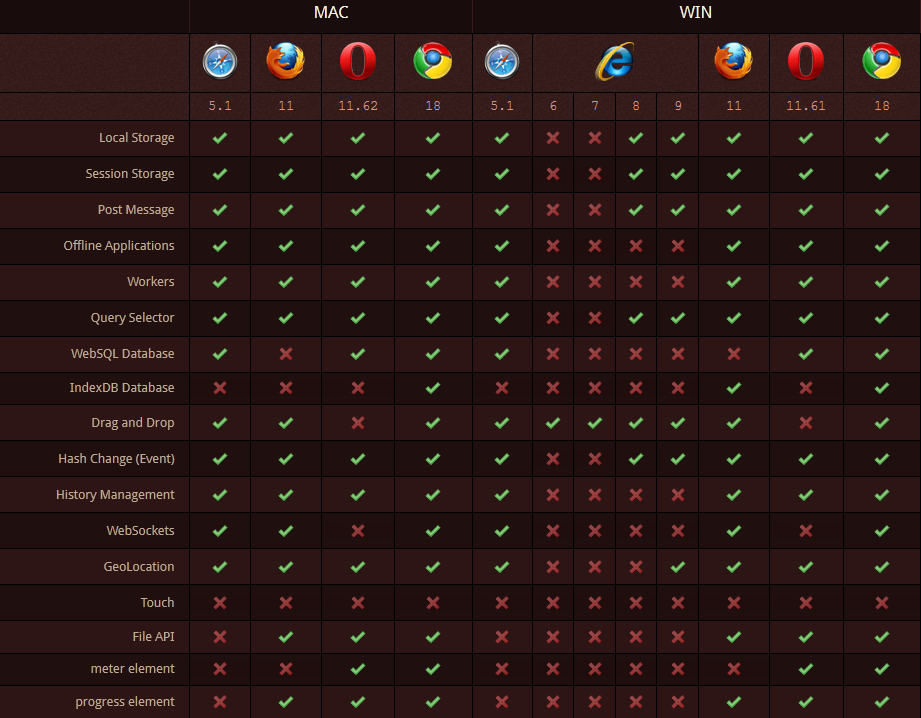 MAC WIN
5.1 11 11.62 18 5.1 6 7 8 9 11 11.61 18
Local Storage
Session Storage
Post Message
Offline Applications
Workers
Query Selector
WebSQL Database
IndexDB Database
Drag and Drop
Hash Change (Event)
History Management
WebSockets
GeoLocation
Touch
File API
meter element
progress element